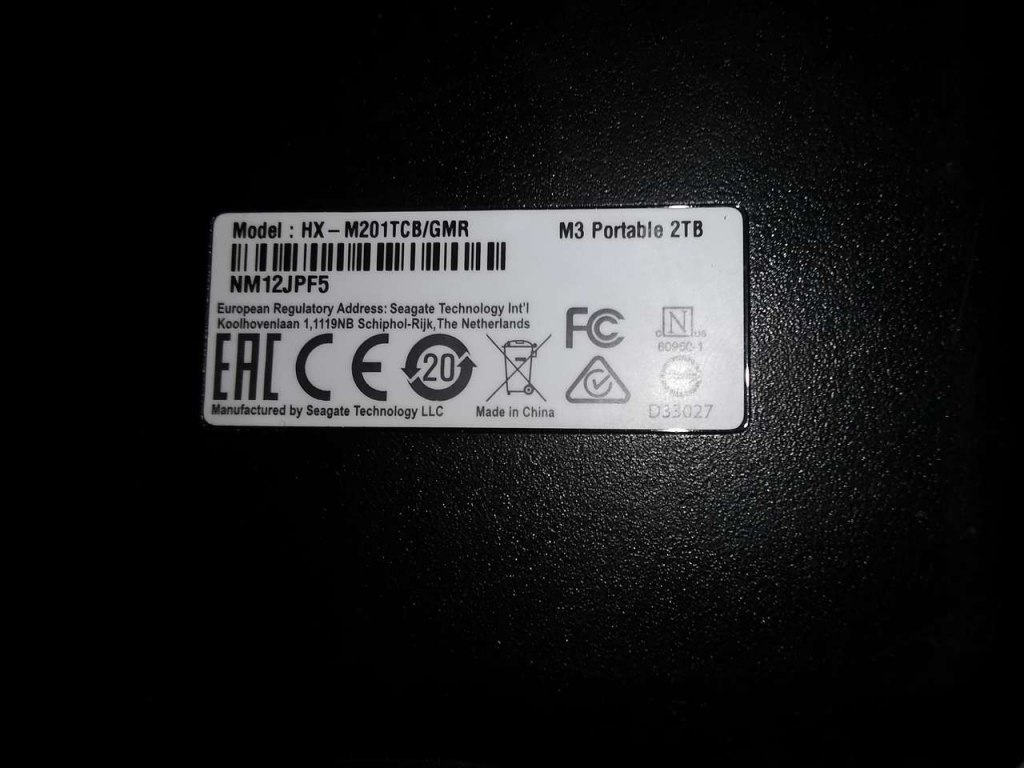 Model : HX-M201TCB/GMR
M3 Portable 2TB
NM12JPF5
European Regulatory Address: Seagate Technology Int'l
Koolhovenlaan 1,1119NB Schiphol-Rijk,The Netherlands
EAC CE 20 FC
c N us
60950-1
Manufactured by Seagate Technology LLC
Made in China
D33027